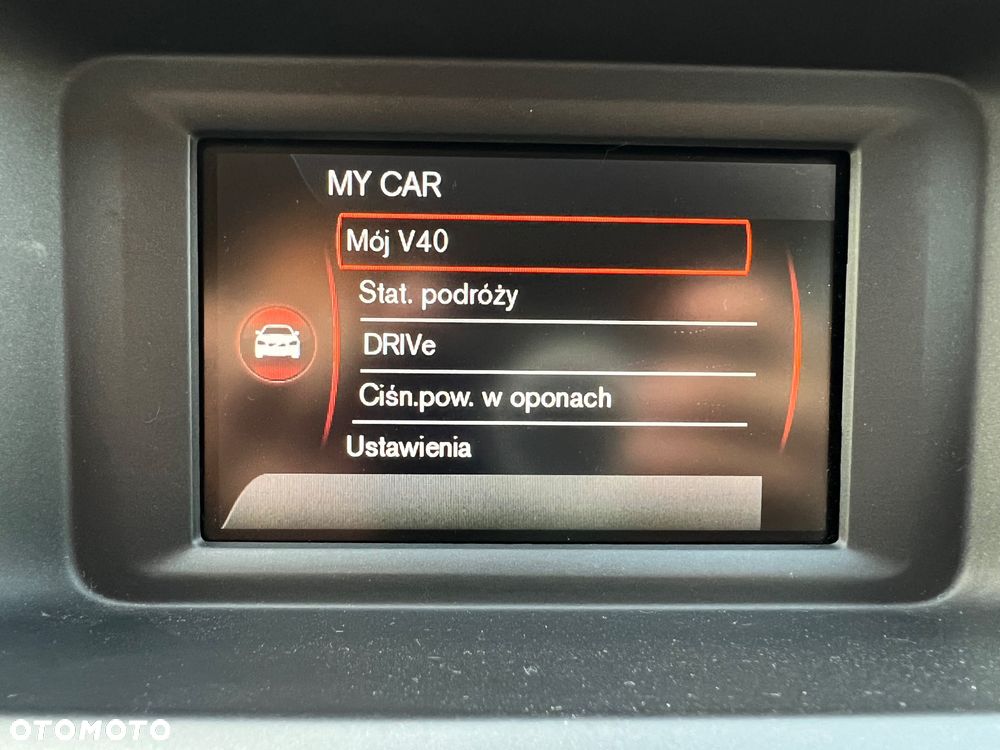 MY CAR
Mój V40
Stat. podróży
DRIVe
Ciśn.pow. w oponach
Ustawienia
OTOMOTO